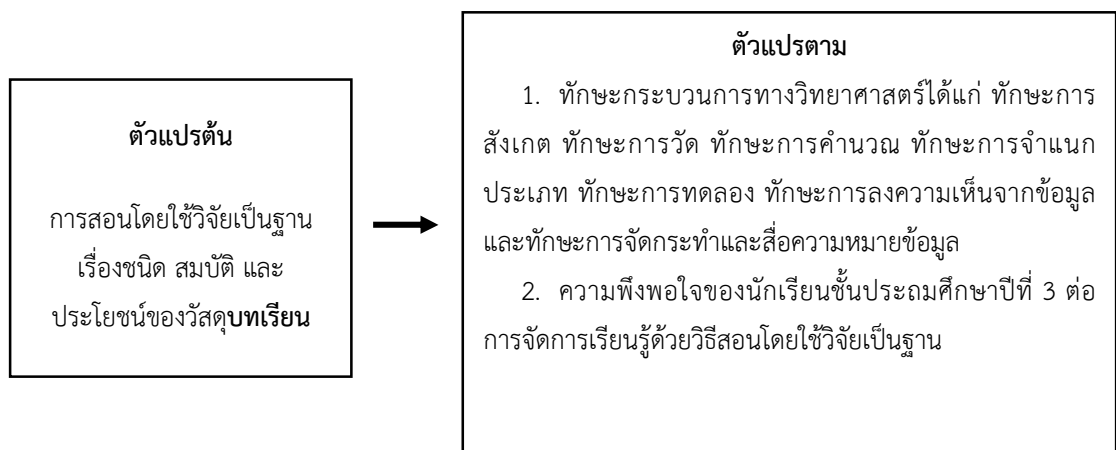 ตัวแปรต้น
การสอนโดยใช้วิจัยเป็นฐาน
เรื่องชนิด สมบัติ และ
ประโยชน์ของวัสดุบทเรียน
ตัวแปรตาม
1. ทักษะกระบวนการทางวิทยาศาสตร์ได้แก่ ทักษะการ
สังเกต ทักษะการวัด ทักษะการคำนวณ ทักษะการจำแนก
ประเภท ทักษะการทดลอง ทักษะการลงความเห็นจากข้อมูล
และทักษะการจัดกระทำและสื่อความหมายข้อมูล
2. ความพึงพอใจของนักเรียนชั้นประถมศึกษาปีที่ 3 ต่อ
การจัดการเรียนรู้ด้วยวิธีสอนโดยใช้วิจัยเป็นฐาน